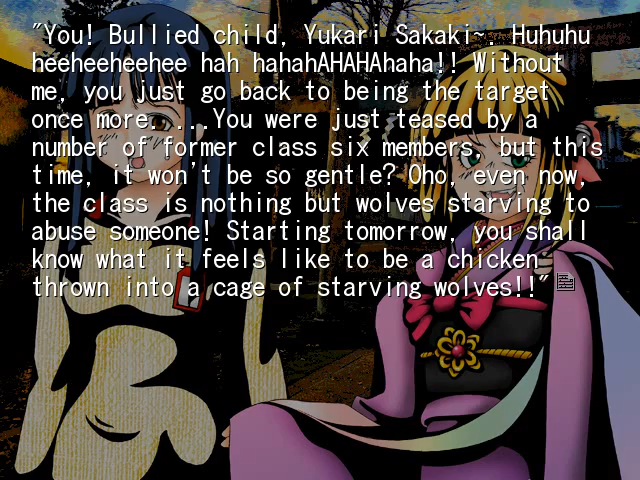 "You! Bullied child, Yukari Sakaki~. Huhuhu
heeheeheehee hah hahahAHAHAhaha!! Without
me, you just go back to being the target
once more. ...You were just teased by a
number of former class six members, but this
time, it won't be so gentle? Oho, even now,
the class is nothing but wolves starving to
abuse someone! Starting tomorrow, you shall
know what it feels like to be a chicken
thrown into a cage of starving wolves!!"